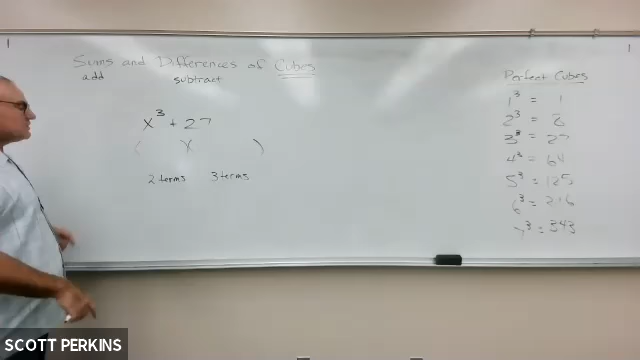 Sums and Differences of Cubes
add subtract
x³ + 27
( )( )
2 terms 3 terms
Perfect Cubes
1³ = 1
2³ = 8
3³ = 27
4³ = 64
5³ = 125
6³ = 216
7³ = 343
SCOTT PERKINS